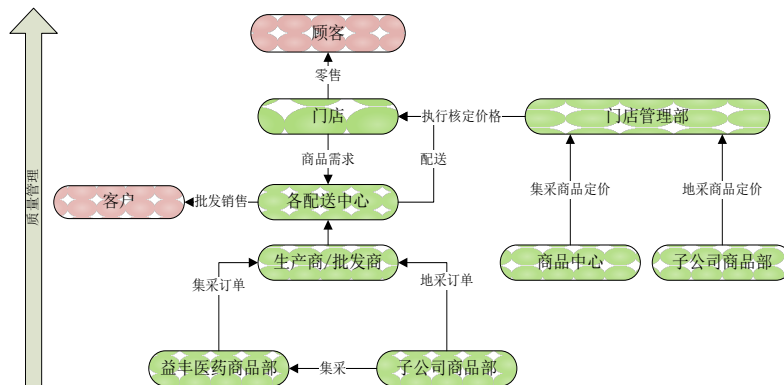 顾客
零售
门店
执行核定价格
门店管理部
商品需求
配送
集采商品定价
地采商品定价
客户
批发销售
各配送中心
质量管理
生产商/批发商
商品中心
子公司商品部
集采订单
地采订单
益丰医药商品部
集采
子公司商品部